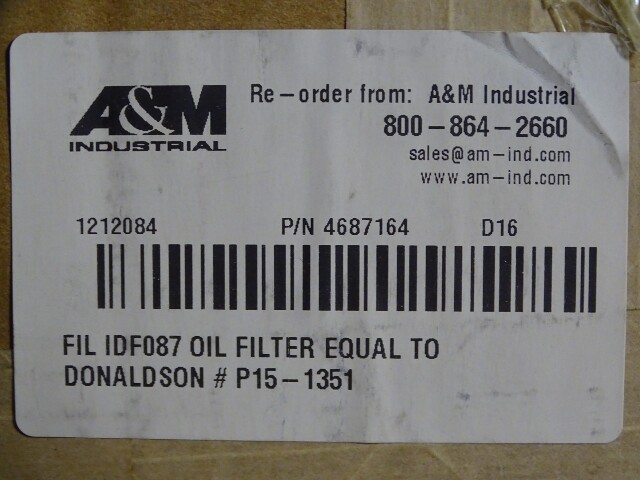 A&M
INDUSTRIAL
Re-order from: A&M Industrial
800-864-2660
sales@am-ind.com
www.am-ind.com
1212084 P/N 4687164 D16
FIL IDF087 OIL FILTER EQUAL TO
DONALDSON # P15-1351